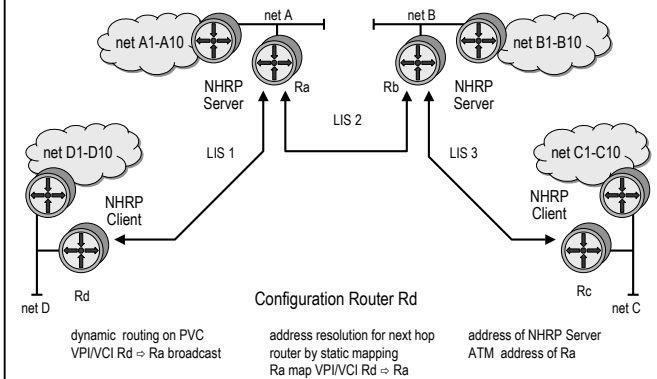 net A
net B
net A1-A10
net B1-B10
NHRP
Server
Ra
Rb
NHRP
Server
LIS 2
LIS 1
LIS 3
net D1-D10
net C1-C10
NHRP
Client
NHRP
Client
Rd
Rc
net D
net C
Configuration Router Rd
dynamic routing on PVC
VPI/VCI Rd ⇨ Ra broadcast
address resolution for next hop
router by static mapping
Ra map VPI/VCI Rd ⇨ Ra
address of NHRP Server
ATM address of Ra